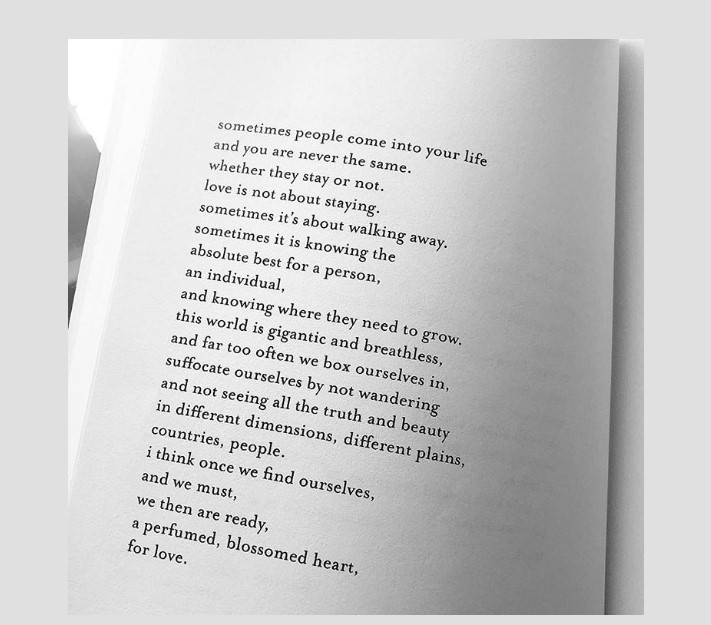 sometimes people come into your life
and you are never the same.
whether they stay or not.
love is not about staying.
sometimes it's about walking away.
sometimes it is knowing the
absolute best for a person,
an individual,
and knowing where they need to grow.
this world is gigantic and breathless,
and far too often we box ourselves in,
suffocate ourselves by not wandering
and not seeing all the truth and beauty
in different dimensions, different plains,
countries, people.
i think once we find ourselves,
and we must,
we then are ready,
a perfumed, blossomed heart,
for love.